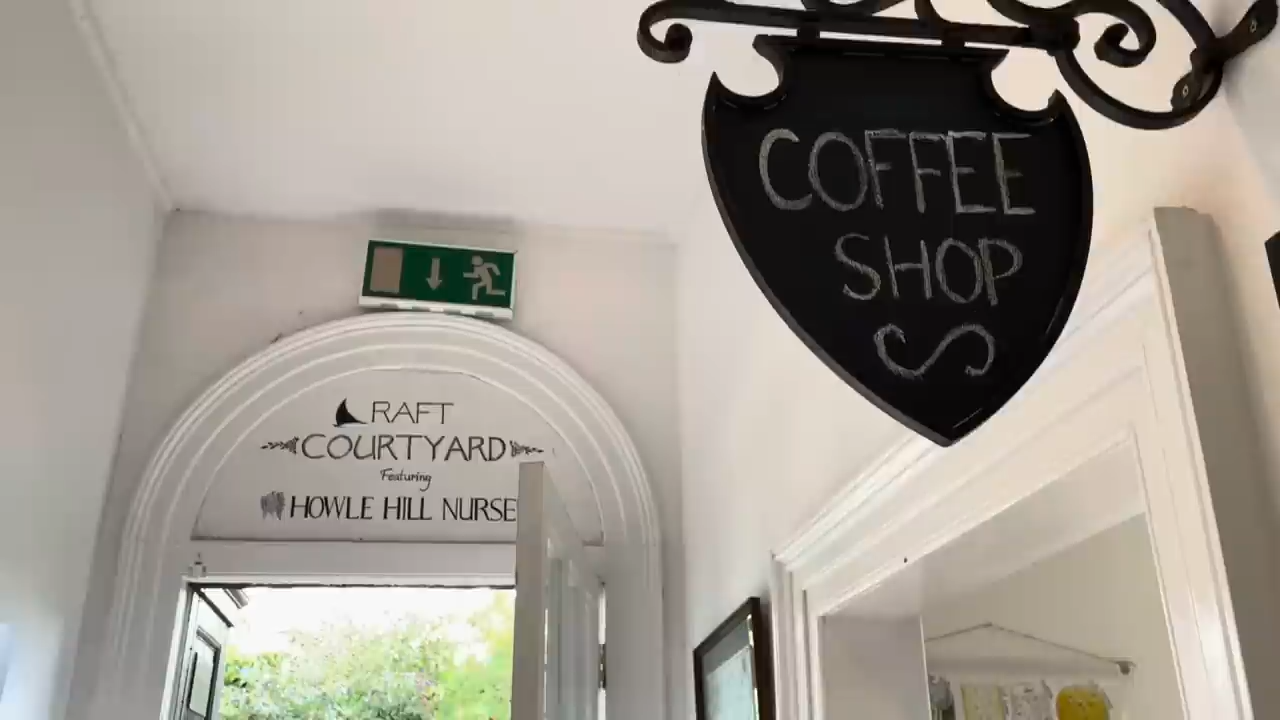 COFFEE
SHOP
RAFT
COURTYARD
Featuring
HOWLE HILL NURSE